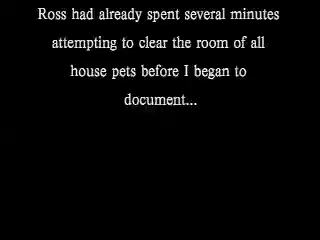 Ross had already spent several minutes
attempting to clear the room of all
house pets before I began to
document...